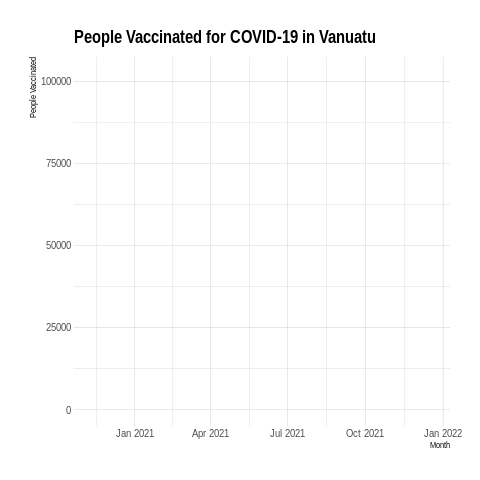 People Vaccinated for COVID-19 in Vanuatu
People Vaccinated
100000
75000
50000
25000
0
Jan 2021
Apr 2021
Jul 2021
Oct 2021
Jan 2022
Month